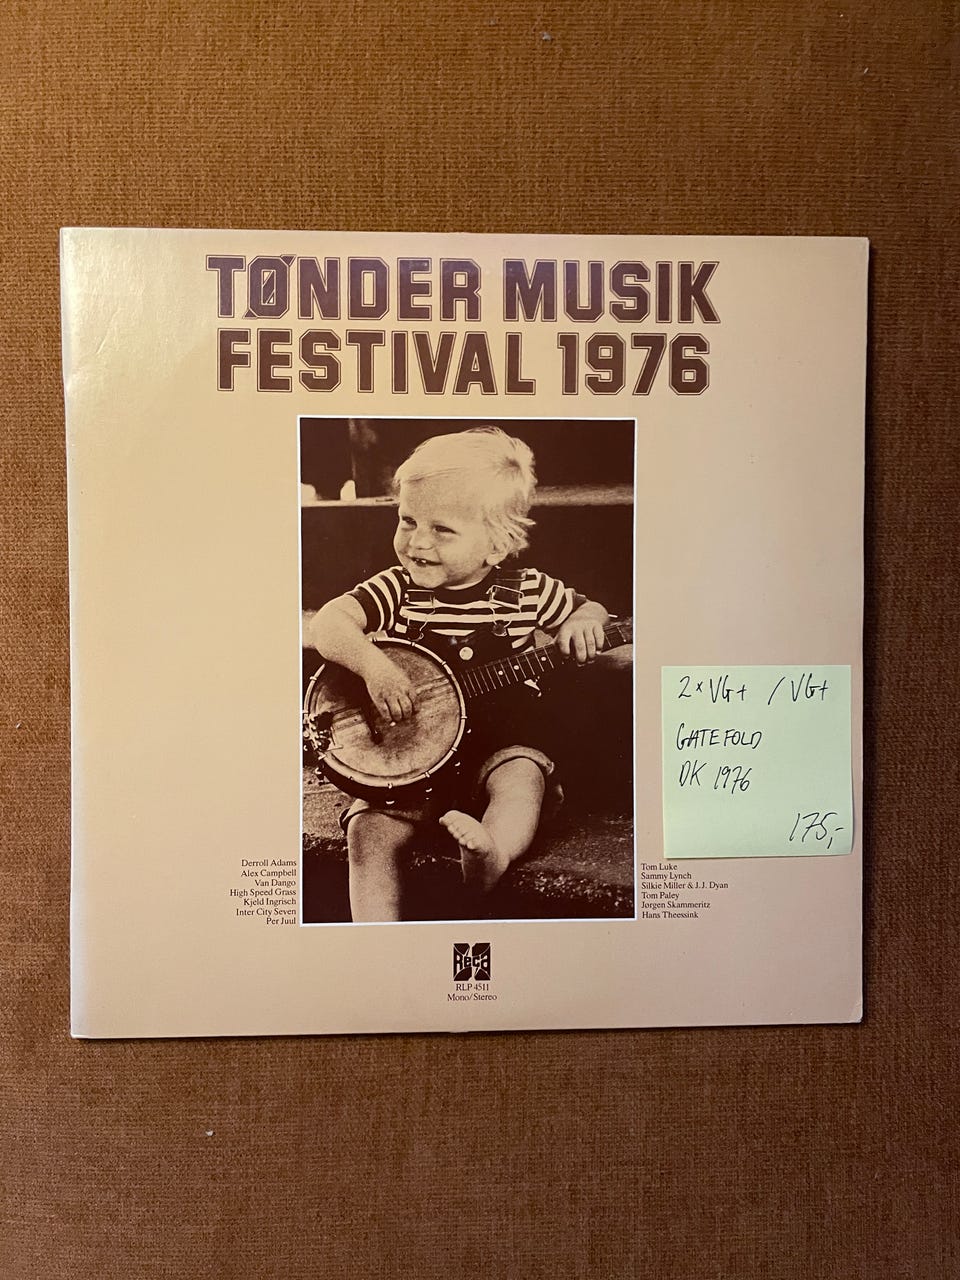 TØNDER MUSIK
FESTIVAL 1976
2×VG+ / VG+
GATEFOLD
DK 1976
175,-
Derroll Adams
Alex Campbell
Van Dango
High Speed Grass
Kjeld Ingrisch
Inter City Seven
Per Juul
Tom Luke
Sammy Lynch
Silkie Miller & J.J. Dyan
Tom Paley
Jørgen Skammeritz
Hans Theessink
Reca
RLP 4511
Mono/Stereo